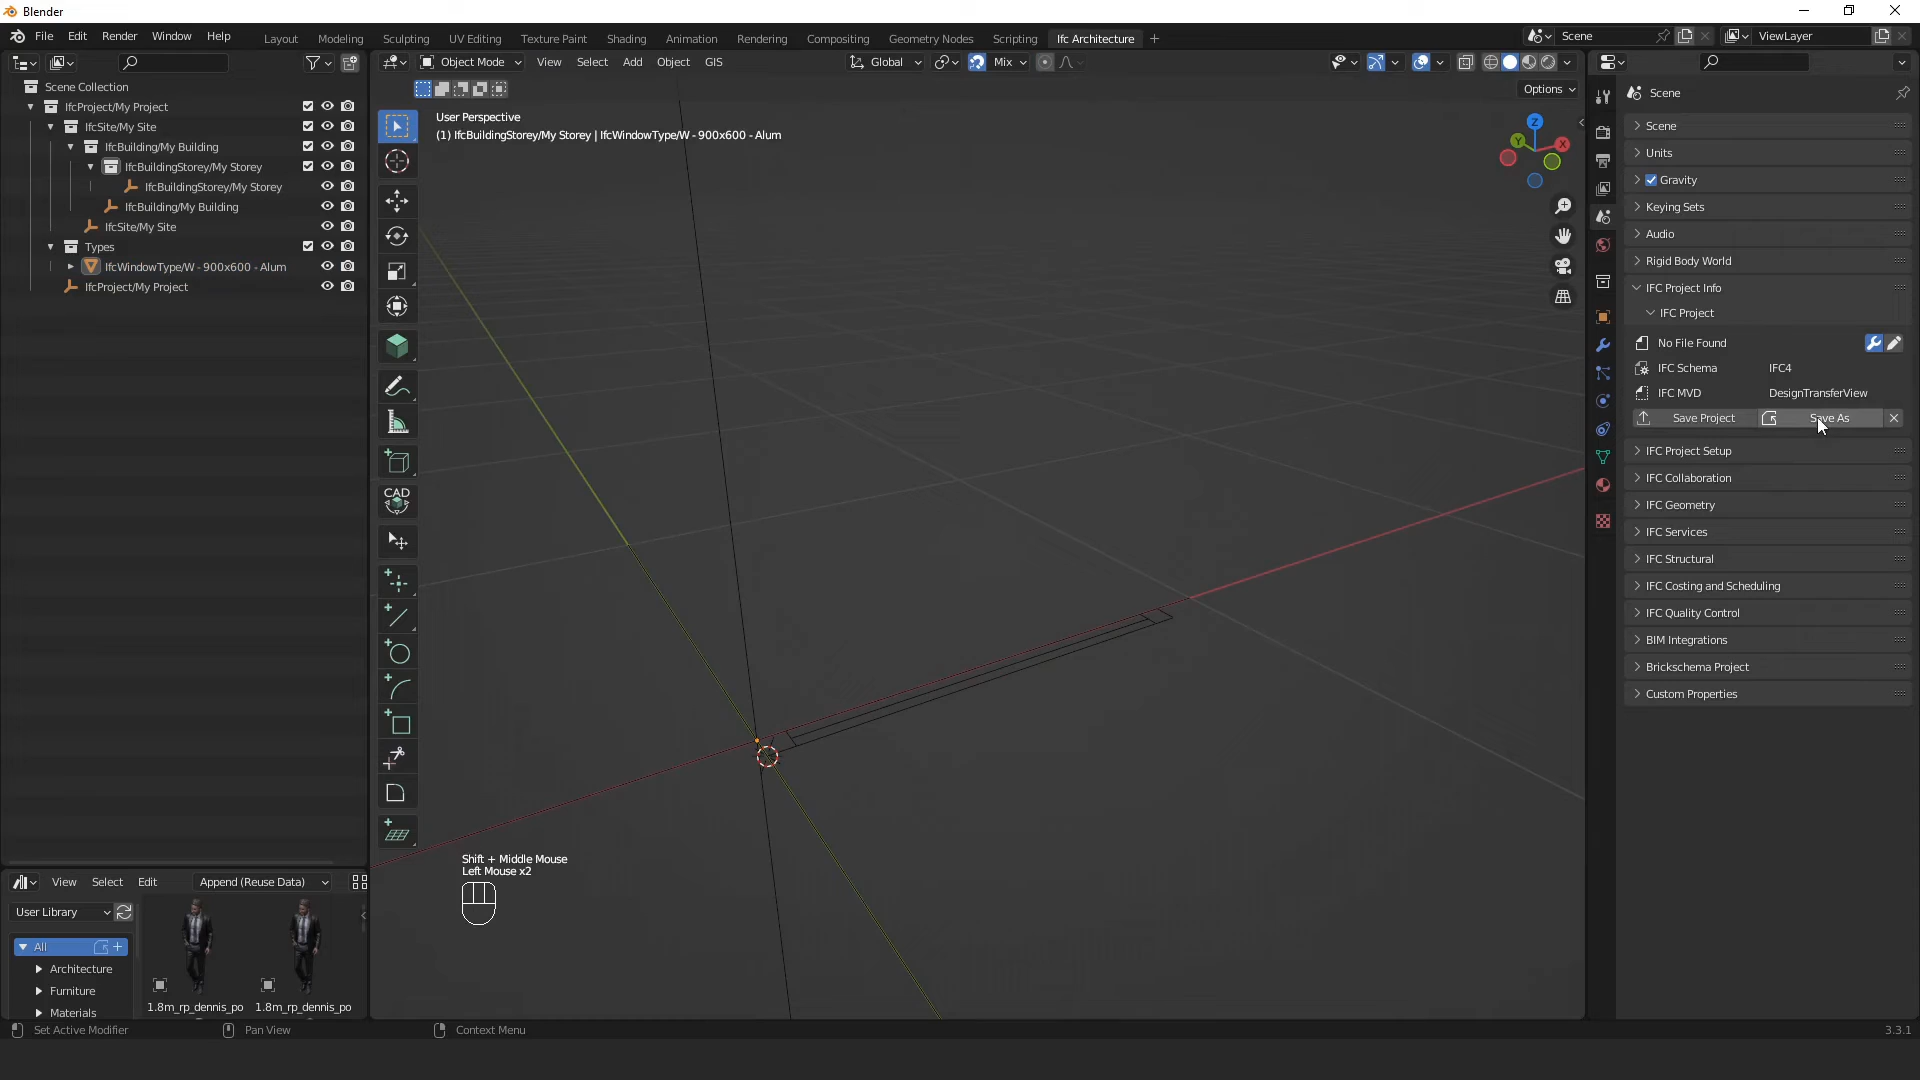 Blender
File Edit Render Window Help
Layout Modeling Sculpting UV Editing Texture Paint Shading Animation Rendering Compositing Geometry Nodes Scripting Ifc Architecture
Scene
ViewLayer
Object Mode View Select Add Object GIS
Global
Mix
Options
Scene Collection
IfcProject/My Project
IfcSite/My Site
IfcBuilding/My Building
IfcBuildingStorey/My Storey
IfcBuildingStorey/My Storey
IfcBuilding/My Building
IfcSite/My Site
Types
IfcWindowType/W - 900x600 - Alum
IfcProject/My Project
User Perspective
(1) IfcBuildingStorey/My Storey | IfcWindowType/W - 900x600 - Alum
Z
Y
X
CAD
Shift + Middle Mouse
Left Mouse x2
Scene
Scene
Units
Gravity
Keying Sets
Audio
Rigid Body World
IFC Project Info
IFC Project
No File Found
IFC Schema IFC4
IFC MVD DesignTransferView
Save Project Save As
IFC Project Setup
IFC Collaboration
IFC Geometry
IFC Services
IFC Structural
IFC Costing and Scheduling
IFC Quality Control
BIM Integrations
Brickschema Project
Custom Properties
View Select Edit Append (Reuse Data)
User Library
All
Architecture
Furniture
Materials
1.8m_rp_dennis_po 1.8m_rp_dennis_po
Set Active Modifier Pan View Context Menu 3.3.1